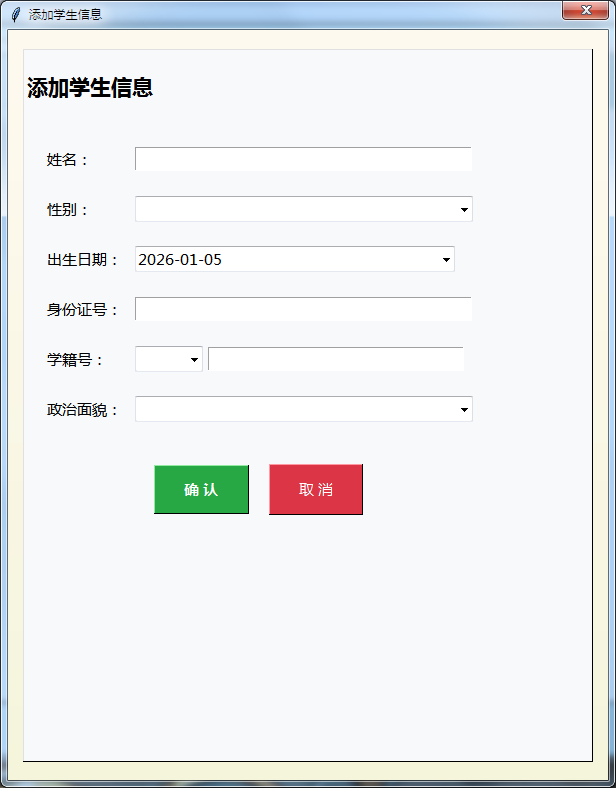 添加学生信息
添加学生信息
姓名：
性别：
出生日期： 2026-01-05
身份证号：
学籍号：
政治面貌：
确 认 取 消